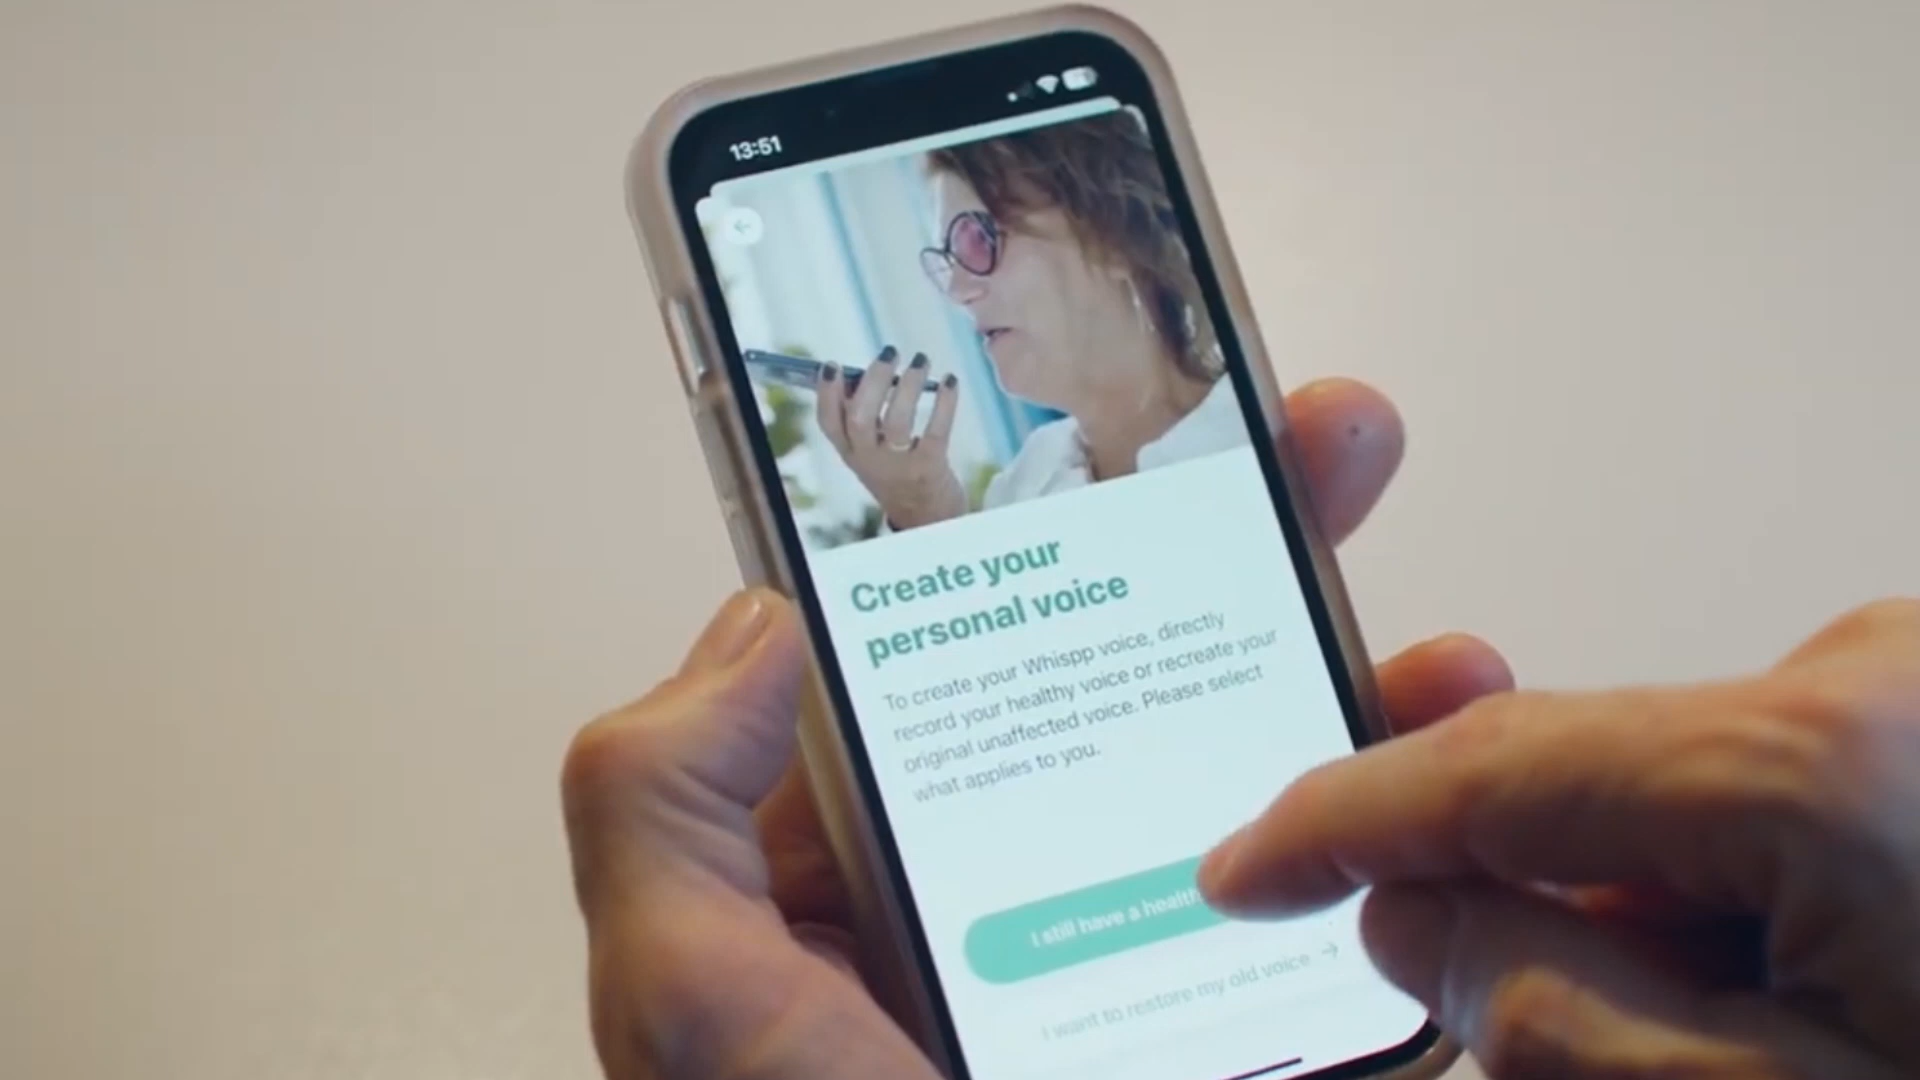 13:51
Create your
personal voice
To create your Whispp voice, directly
record your healthy voice or recreate your
original unaffected voice. Please select
what applies to you.
I still have a health
I want to restore my old voice →